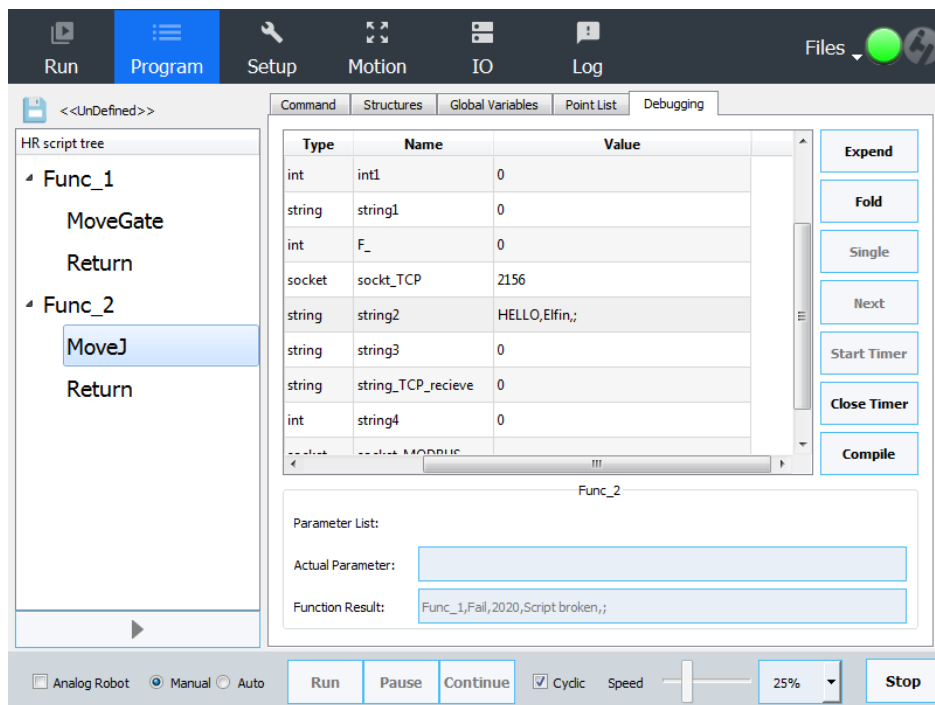 Run Program Setup Motion IO Log Files
<<UnDefined>>
Command Structures Global Variables Point List Debugging
HR script tree
Func_1
MoveGate
Return
Func_2
MoveJ
Return
Type Name Value
int int1 0
string string1 0
int F_ 0
socket sockt_TCP 2156
string string2 HELLO,Elfin,;
string string3 0
string string_TCP_recieve 0
int string4 0
socket socket_MODBUS
Expend
Fold
Single
Next
Start Timer
Close Timer
Compile
Func_2
Parameter List:
Actual Parameter:
Function Result: Func_1,Fail,2020,Script broken,;
Analog Robot Manual Auto Run Pause Continue Cyclic Speed 25% Stop